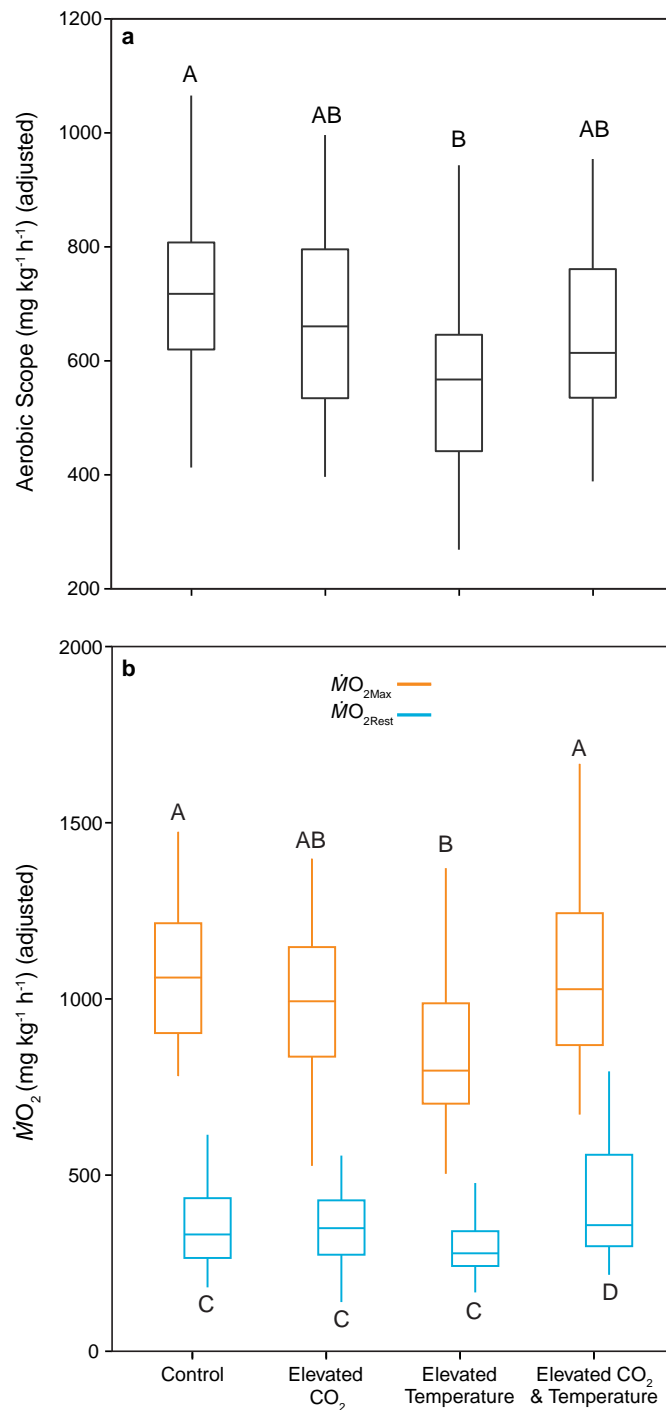 a
Aerobic Scope (mg kg⁻¹ h⁻¹) (adjusted)
1200
1000
800
600
400
200
A
AB
B
AB
b
ṀO₂ (mg kg⁻¹ h⁻¹) (adjusted)
2000
1500
1000
500
0
ṀO₂Max
ṀO₂Rest
A
AB
B
A
C
C
C
D
Control
Elevated
CO₂
Elevated
Temperature
Elevated CO₂
& Temperature